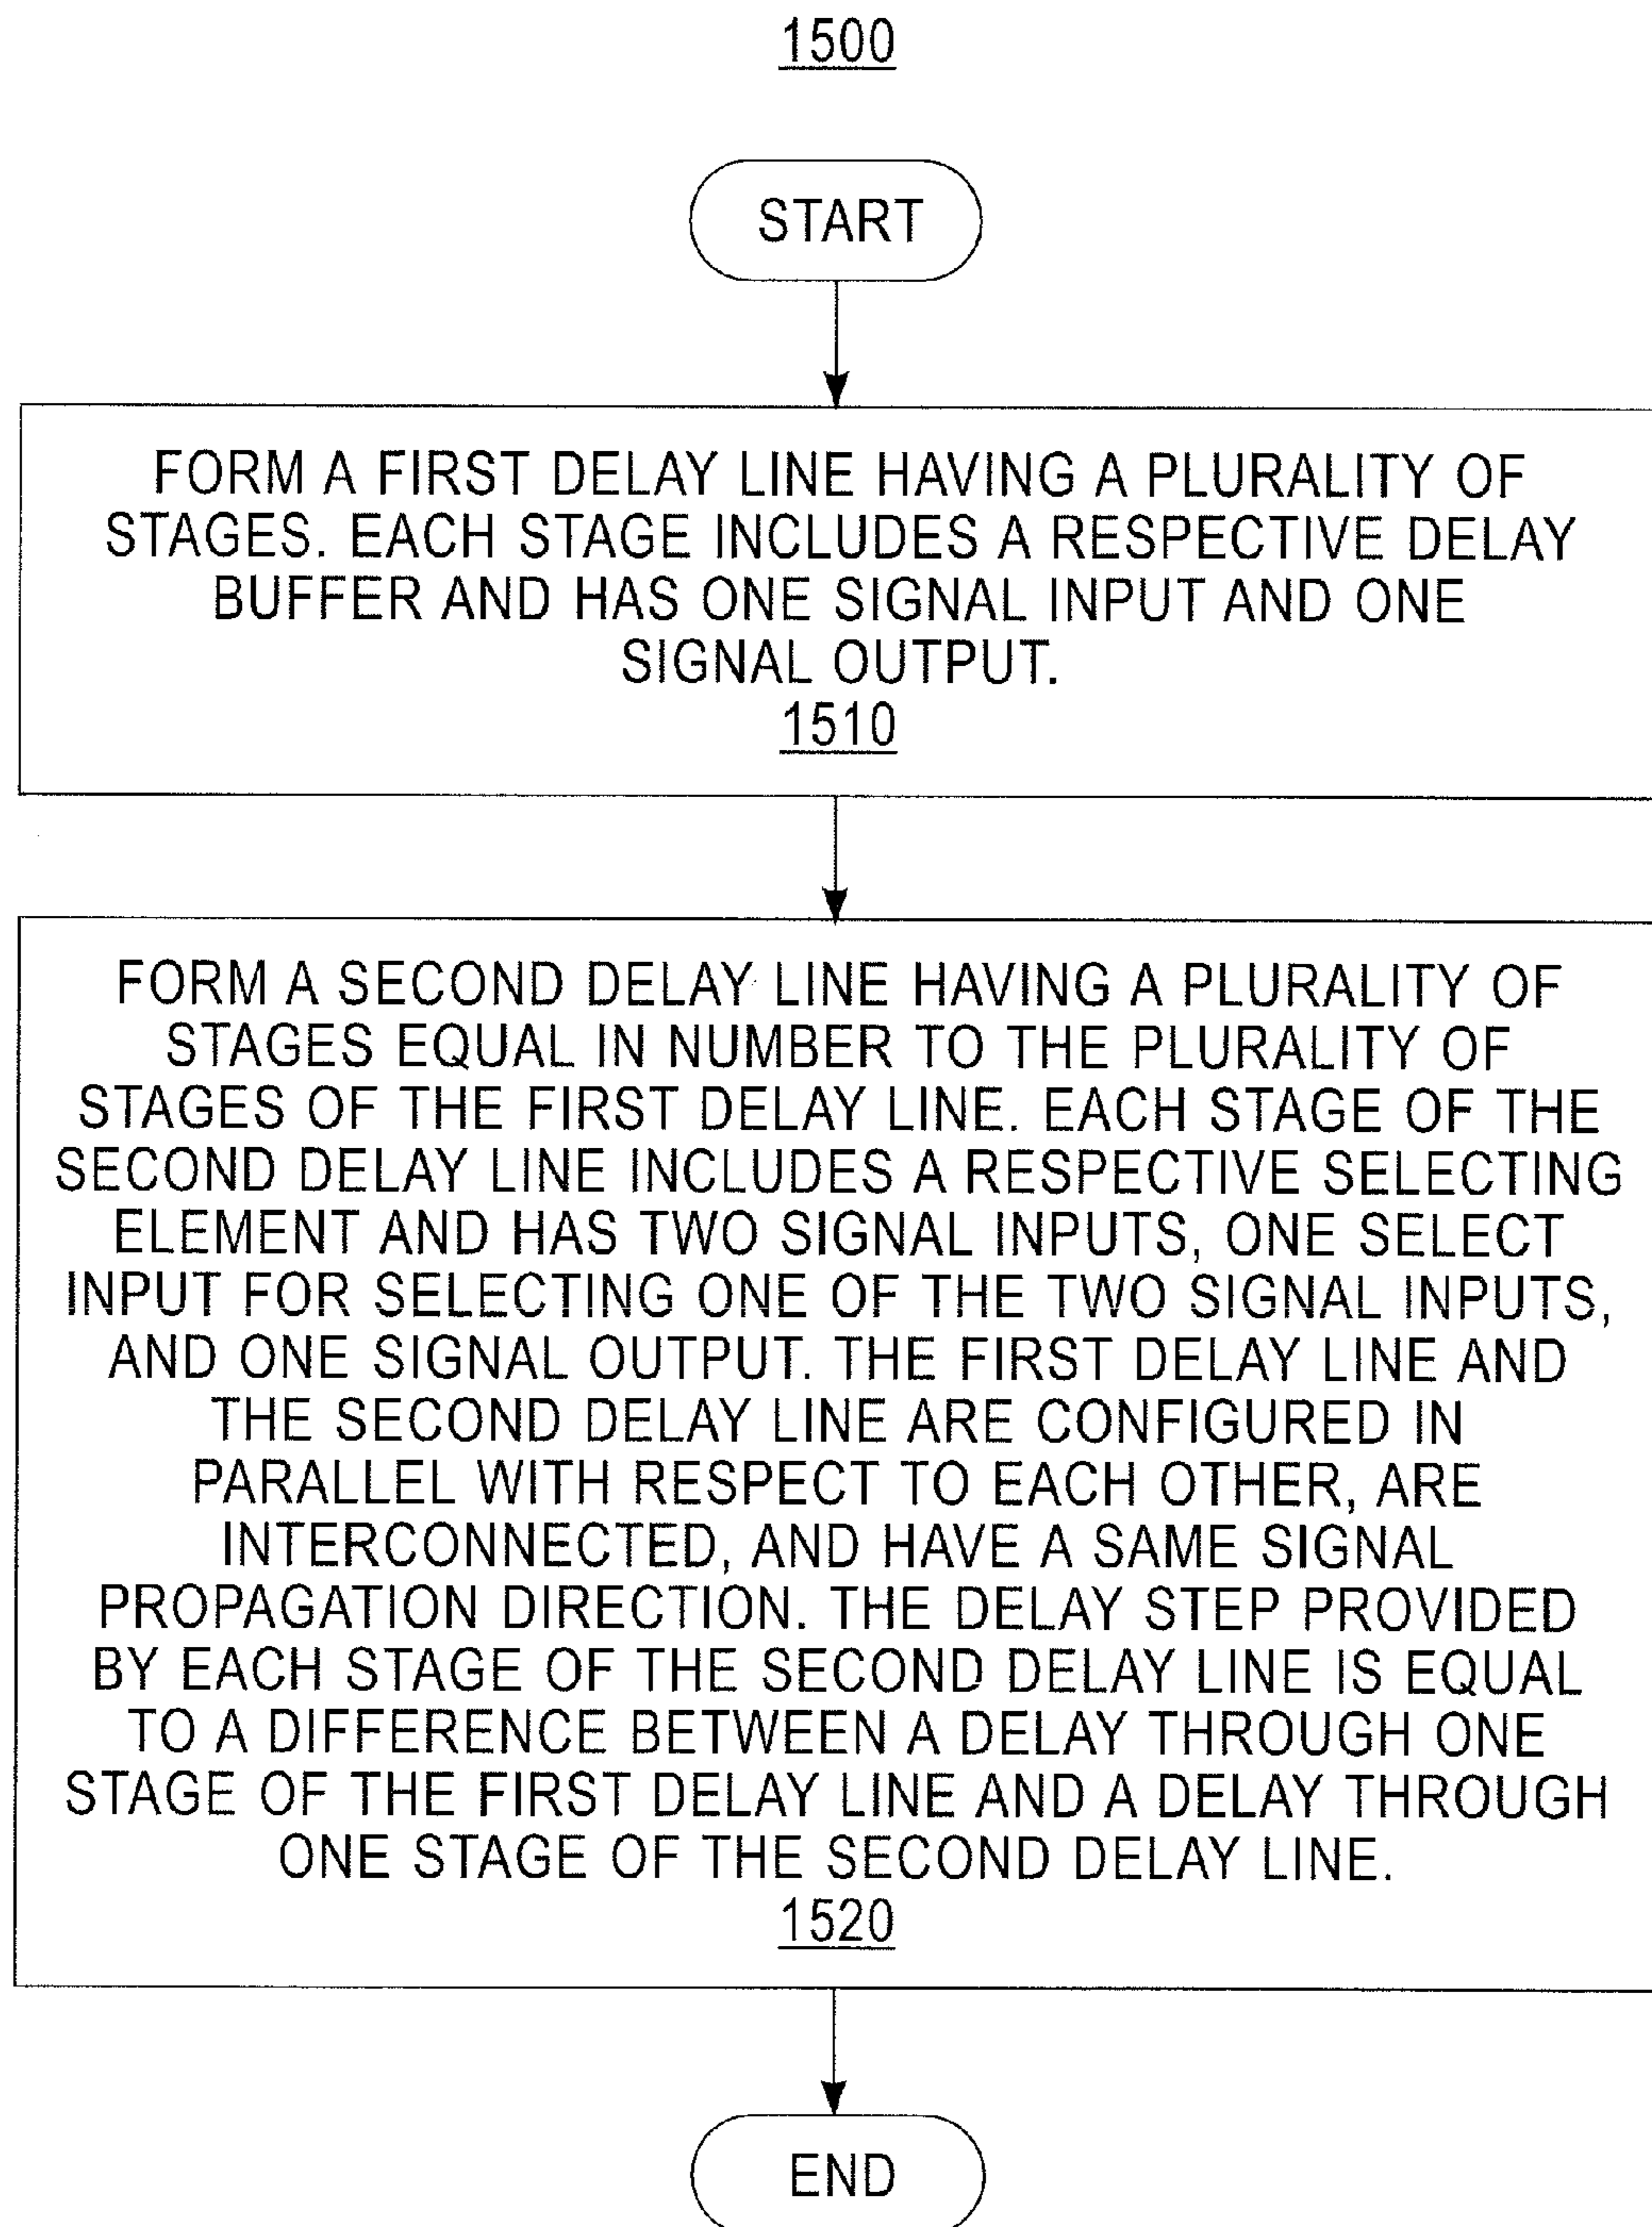 1500
START
FORM A FIRST DELAY LINE HAVING A PLURALITY OF
STAGES. EACH STAGE INCLUDES A RESPECTIVE DELAY
BUFFER AND HAS ONE SIGNAL INPUT AND ONE
SIGNAL OUTPUT.
1510
FORM A SECOND DELAY LINE HAVING A PLURALITY OF
STAGES EQUAL IN NUMBER TO THE PLURALITY OF
STAGES OF THE FIRST DELAY LINE. EACH STAGE OF THE
SECOND DELAY LINE INCLUDES A RESPECTIVE SELECTING
ELEMENT AND HAS TWO SIGNAL INPUTS, ONE SELECT
INPUT FOR SELECTING ONE OF THE TWO SIGNAL INPUTS,
AND ONE SIGNAL OUTPUT. THE FIRST DELAY LINE AND
THE SECOND DELAY LINE ARE CONFIGURED IN
PARALLEL WITH RESPECT TO EACH OTHER, ARE
INTERCONNECTED, AND HAVE A SAME SIGNAL
PROPAGATION DIRECTION. THE DELAY STEP PROVIDED
BY EACH STAGE OF THE SECOND DELAY LINE IS EQUAL
TO A DIFFERENCE BETWEEN A DELAY THROUGH ONE
STAGE OF THE FIRST DELAY LINE AND A DELAY THROUGH
ONE STAGE OF THE SECOND DELAY LINE.
1520
END